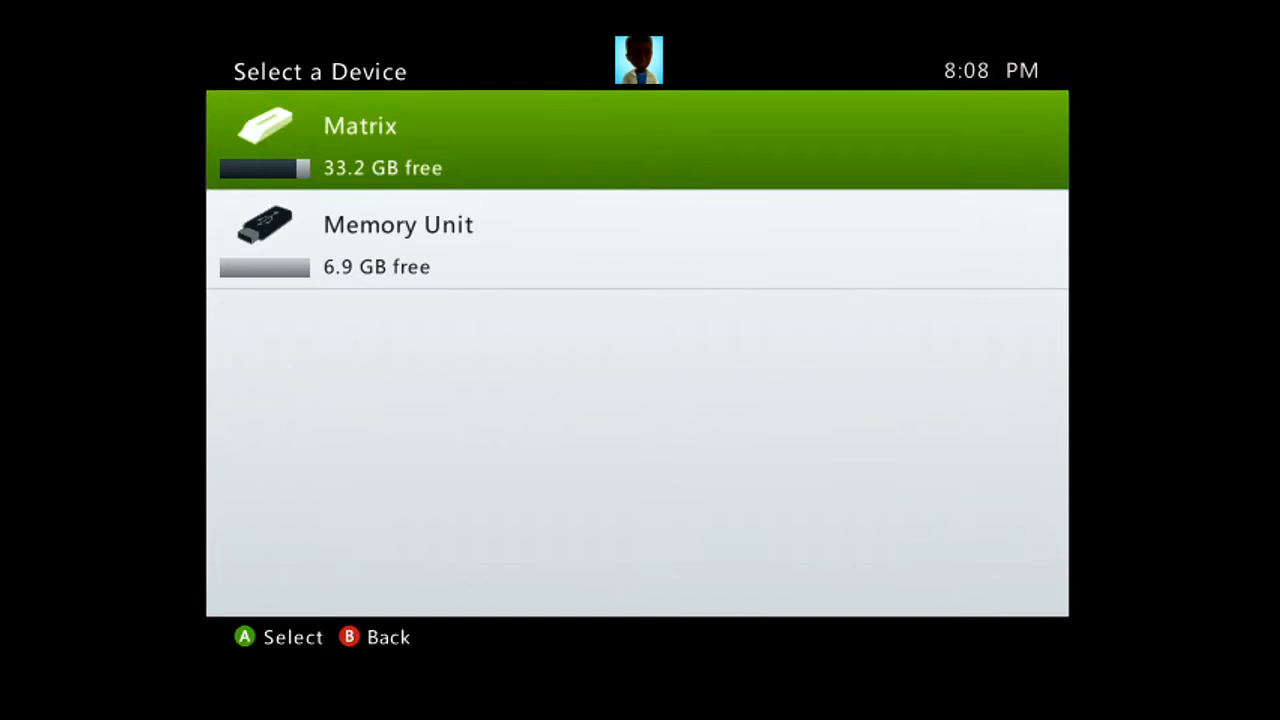 Select a Device
8:08 PM
Matrix
33.2 GB free
Memory Unit
6.9 GB free
A Select B Back